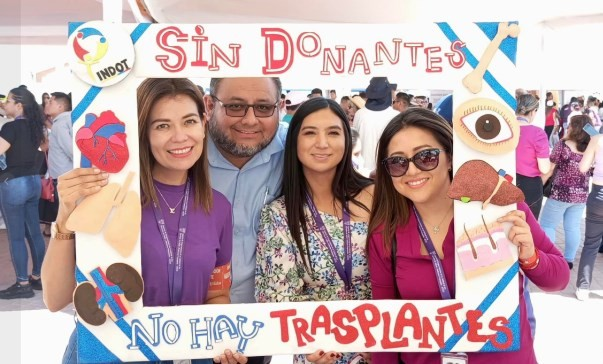 INDOT
SiN DONANTES
NO HAY TRASPLANTES